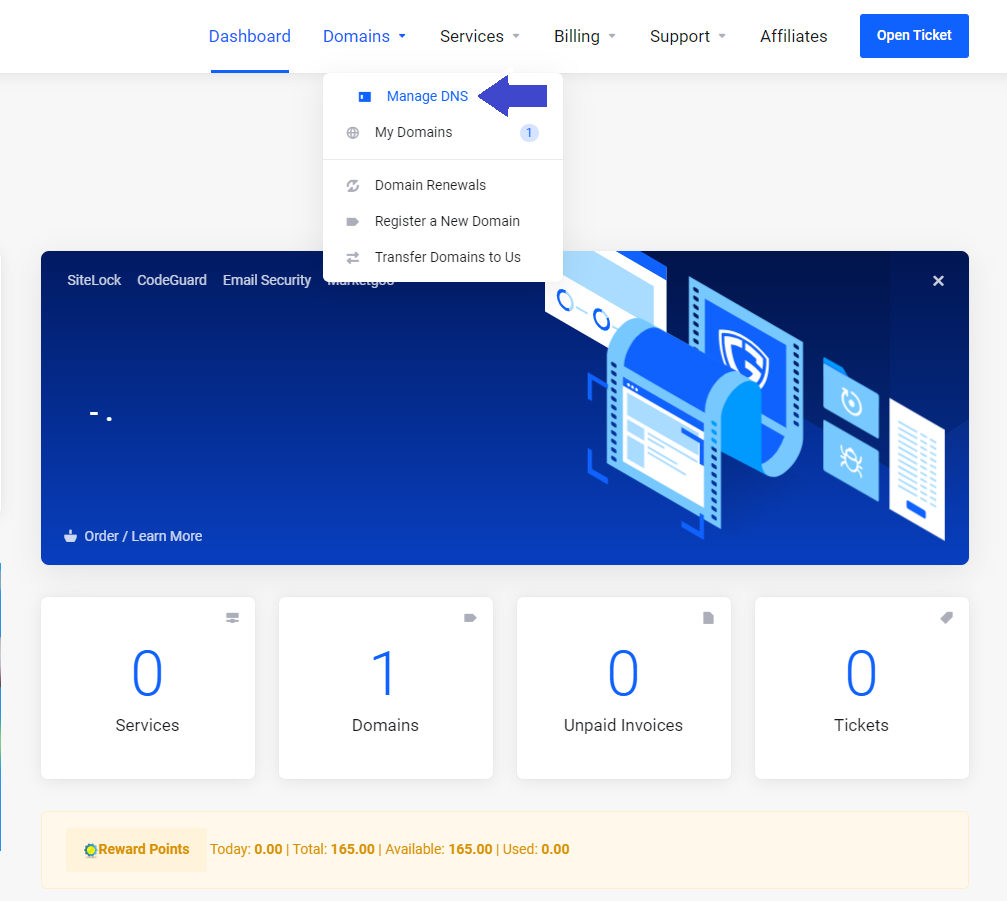 Dashboard Domains Services Billing Support Affiliates Open Ticket
Manage DNS
My Domains 1
Domain Renewals
Register a New Domain
Transfer Domains to Us
SiteLock CodeGuard Email Security
- .
Order / Learn More
0 1 0 0
Services Domains Unpaid Invoices Tickets
Reward Points Today: 0.00 | Total: 165.00 | Available: 165.00 | Used: 0.00